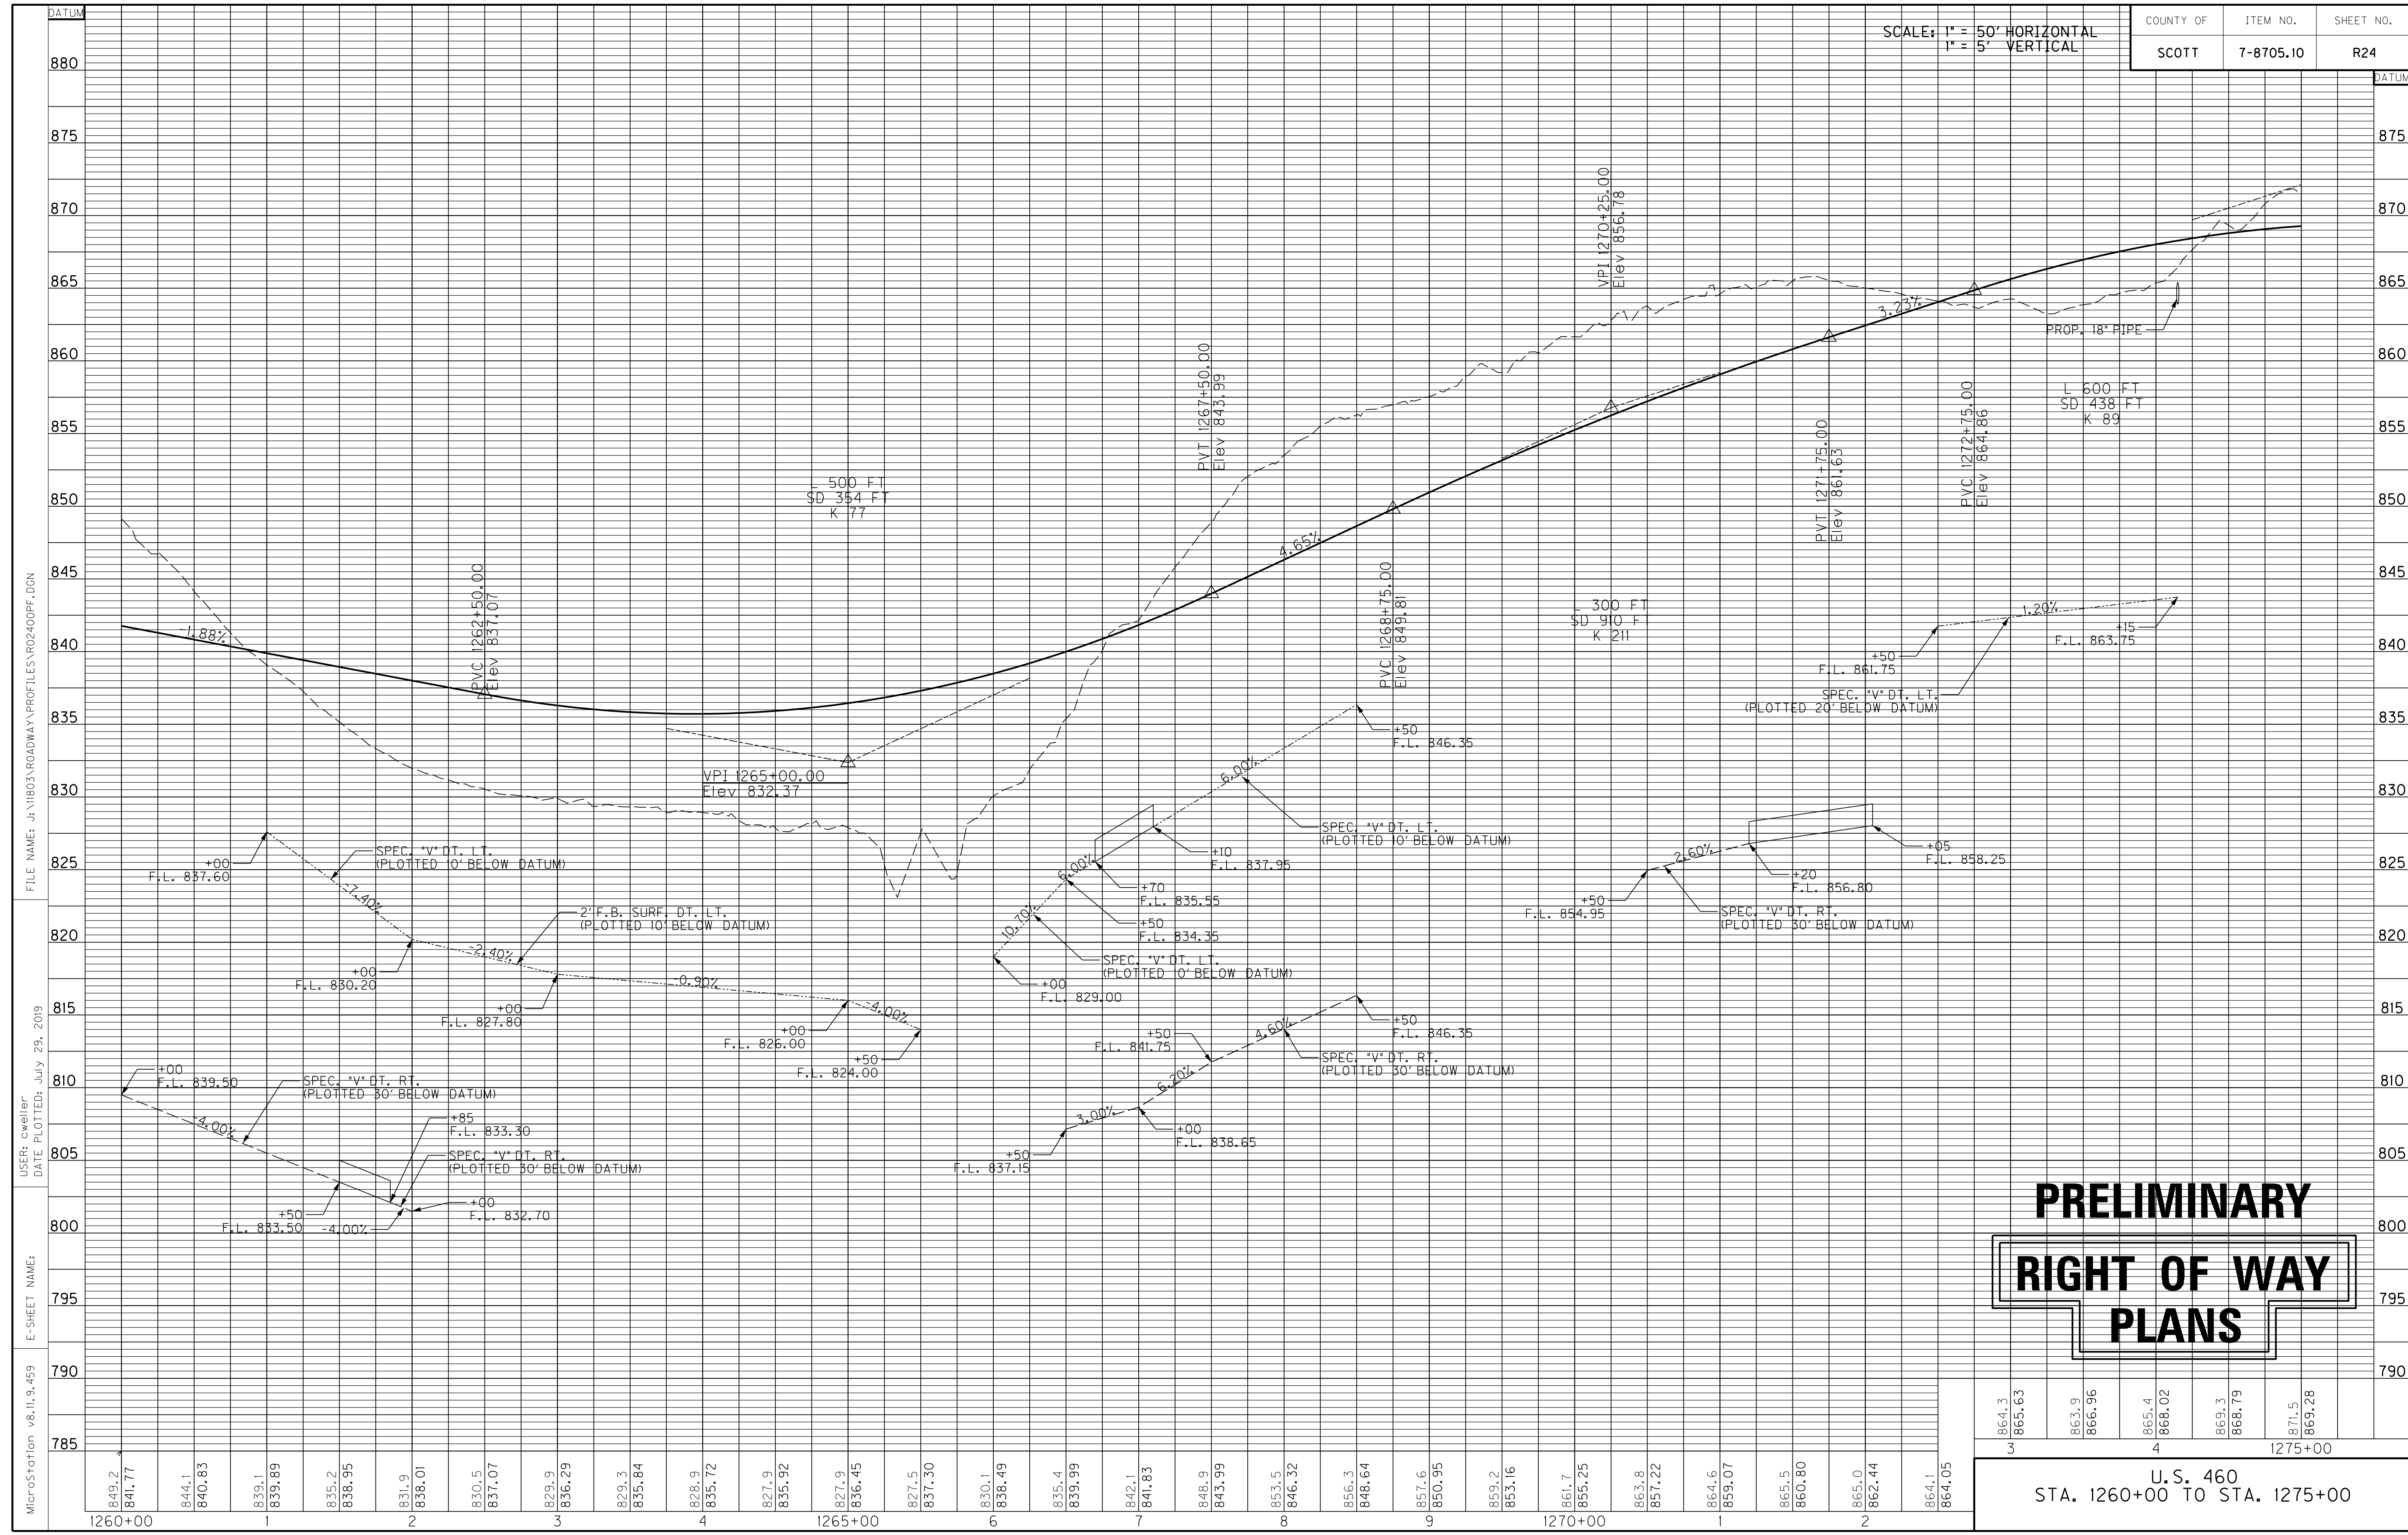 DATUM
SCALE: 1" = 50' HORIZONTAL
1" = 5' VERTICAL
COUNTY OF
ITEM NO.
SHEET NO.
SCOTT
7-8705.10
R24
DATUM
880
875
870
865
860
855
850
845
840
835
830
825
820
815
810
805
800
795
790
785
875
870
865
860
855
850
845
840
835
830
825
820
815
810
805
800
795
790
FILE NAME: J:\11803\ROADWAY\PROFILES\R02400PF.DGN
USER: cweller
DATE PLOTTED: July 29, 2019
E-SHEET NAME:
MicroStation v8.11.9.459
-1.88%
PVC 1262+50.00
Elev 837.07
L 500 FT
SD 354 FT
K 77
VPI 1265+00.00
Elev 832.37
PVT 1267+50.00
Elev 843.99
4.65%
PVC 1268+75.00
Elev 849.81
VPI 1270+25.00
Elev 856.78
L 300 FT
SD 910 F
K 211
PVT 1271+75.00
Elev 861.63
3.23%
PVC 1272+75.00
Elev 864.86
L 600 FT
SD 438 FT
K 89
PROP. 18" PIPE
+00
F.L. 837.60
SPEC. "V" DT. LT.
(PLOTTED 10' BELOW DATUM)
-7.40%
+00
F.L. 830.20
-2.40%
2' F.B. SURF. DT. LT.
(PLOTTED 10' BELOW DATUM)
+00
F.L. 827.80
-0.90%
+00
F.L. 826.00
-4.00%
+50
F.L. 824.00
+00
F.L. 839.50
-4.00%
SPEC. "V" DT. RT.
(PLOTTED 30' BELOW DATUM)
+85
F.L. 833.30
SPEC. "V" DT. RT.
(PLOTTED 30' BELOW DATUM)
+50
F.L. 833.50
-4.00%
+00
F.L. 832.70
+50
F.L. 846.35
6.00%
SPEC. "V" DT. LT.
(PLOTTED 10' BELOW DATUM)
+10
F.L. 837.95
6.00%
+70
F.L. 835.55
+50
F.L. 834.35
10.70%
SPEC. "V" DT. LT.
(PLOTTED 10' BELOW DATUM)
+00
F.L. 829.00
+50
F.L. 846.35
4.60%
+50
F.L. 841.75
SPEC. "V" DT. RT.
(PLOTTED 30' BELOW DATUM)
6.20%
3.00%
+00
F.L. 838.65
+50
F.L. 837.15
1.20%
+15
F.L. 863.75
+50
F.L. 861.75
SPEC. "V" DT. LT.
(PLOTTED 20' BELOW DATUM)
2.60%
+05
F.L. 858.25
+20
F.L. 856.80
+50
F.L. 854.95
SPEC. "V" DT. RT.
(PLOTTED 30' BELOW DATUM)
PRELIMINARY
RIGHT OF WAY
PLANS
849.2
841.77
844.1
840.83
839.1
839.89
835.2
838.95
831.9
838.01
830.5
837.07
829.9
836.29
829.3
835.84
828.9
835.72
827.9
835.92
827.9
836.45
827.5
837.30
830.1
838.49
835.4
839.99
842.1
841.83
848.9
843.99
853.5
846.32
856.3
848.64
857.6
850.95
859.2
853.16
861.7
855.25
863.8
857.22
864.6
859.07
865.5
860.80
865.0
862.44
864.1
864.05
864.3
865.63
863.9
866.96
865.4
868.02
869.3
868.79
871.5
869.28
1260+00
1
2
3
4
1265+00
6
7
8
9
1270+00
1
2
3
4
1275+00
U.S. 460
STA. 1260+00 TO STA. 1275+00